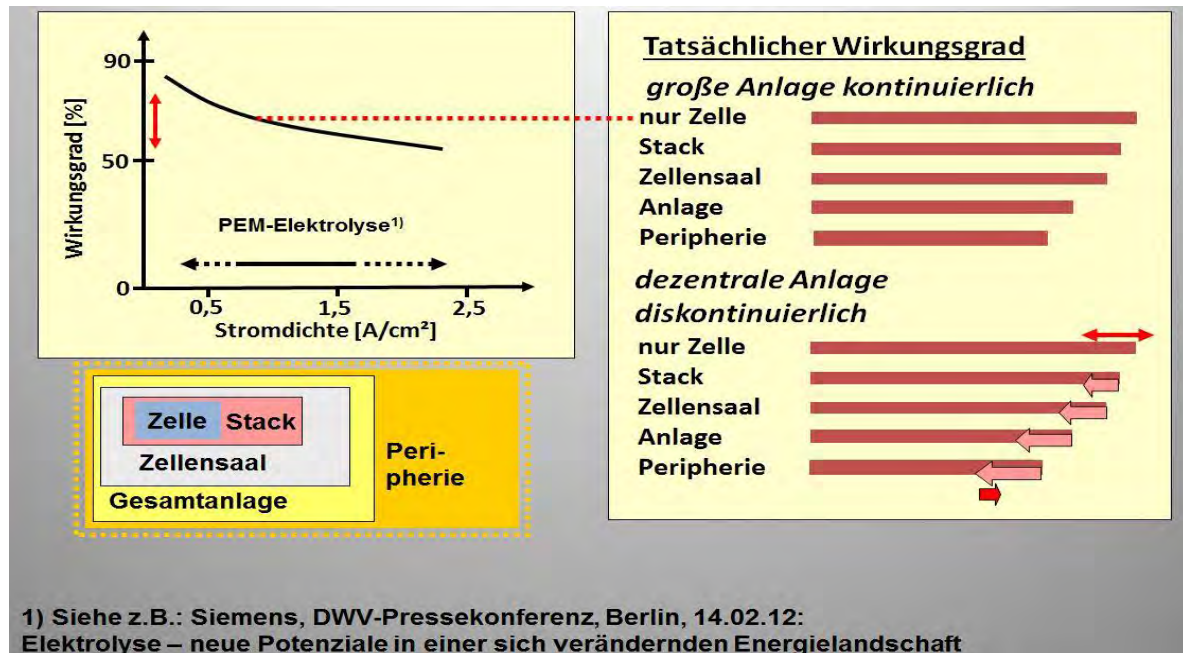 90
50
0
Wirkungsgrad [%]
PEM-Elektrolyse¹⁾
0,5 1,5 2,5
Stromdichte [A/cm²]
Zelle Stack
Zellensaal
Gesamtanlage
Peri-
pherie
Tatsächlicher Wirkungsgrad
große Anlage kontinuierlich
nur Zelle
Stack
Zellensaal
Anlage
Peripherie
dezentrale Anlage
diskontinuierlich
nur Zelle
Stack
Zellensaal
Anlage
Peripherie
1) Siehe z.B.: Siemens, DWV-Pressekonferenz, Berlin, 14.02.12:
Elektrolyse – neue Potenziale in einer sich verändernden Energielandschaft